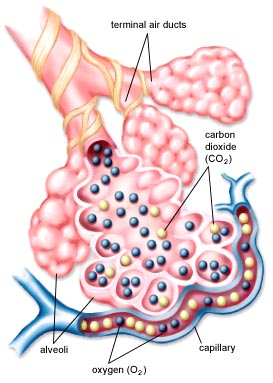 terminal air ducts
carbon
dioxide
(CO₂)
alveoli
capillary
oxygen (O₂)